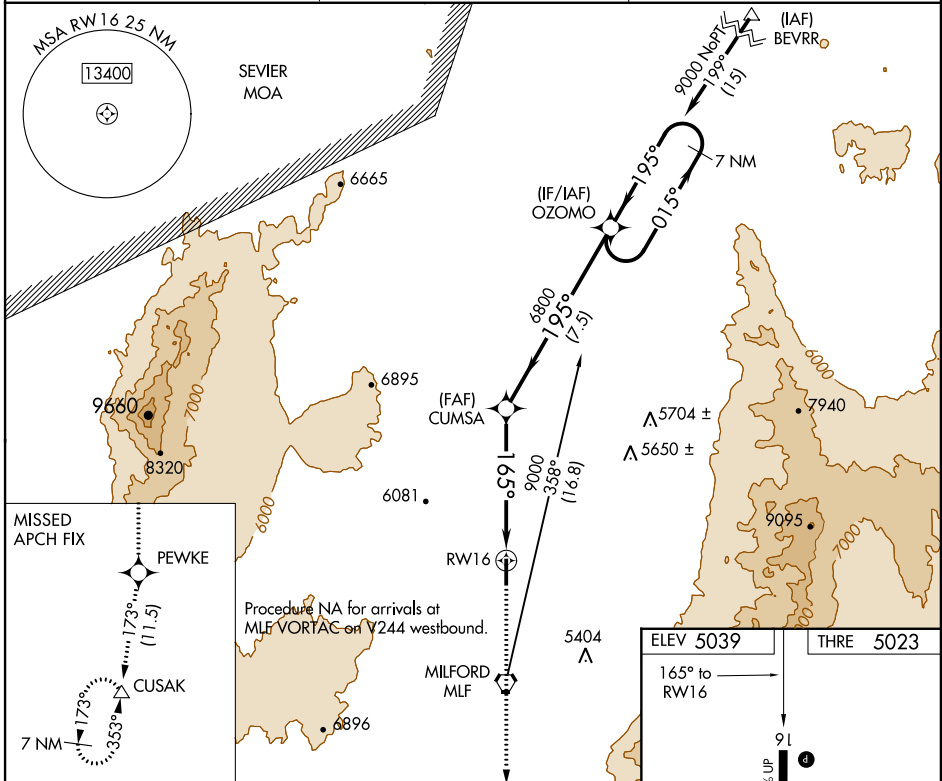 MSA RW16 25 NM
13400
SEVIER
MOA
(IAF)
BEVRR
9000 NoPT
199°
(15)
6665
195°
7 NM
015°
(IF/IAF)
OZOMO
6800
195°
(7.5)
6000
7000
6895
9660
8320
(FAF)
CUMSA
5704 ±
5650 ±
7940
165°
9000
358°
(16.8)
6081
6000
9095
7000
MISSED
APCH FIX
PEWKE
173°
(11.5)
CUSAK
173°
353°
7 NM
RW16
Procedure NA for arrivals at
MLF VORTAC on V244 westbound.
5404
MILFORD
MLF
6896
ELEV 5039
THRE 5023
165° to
RW16
16
% UP
P